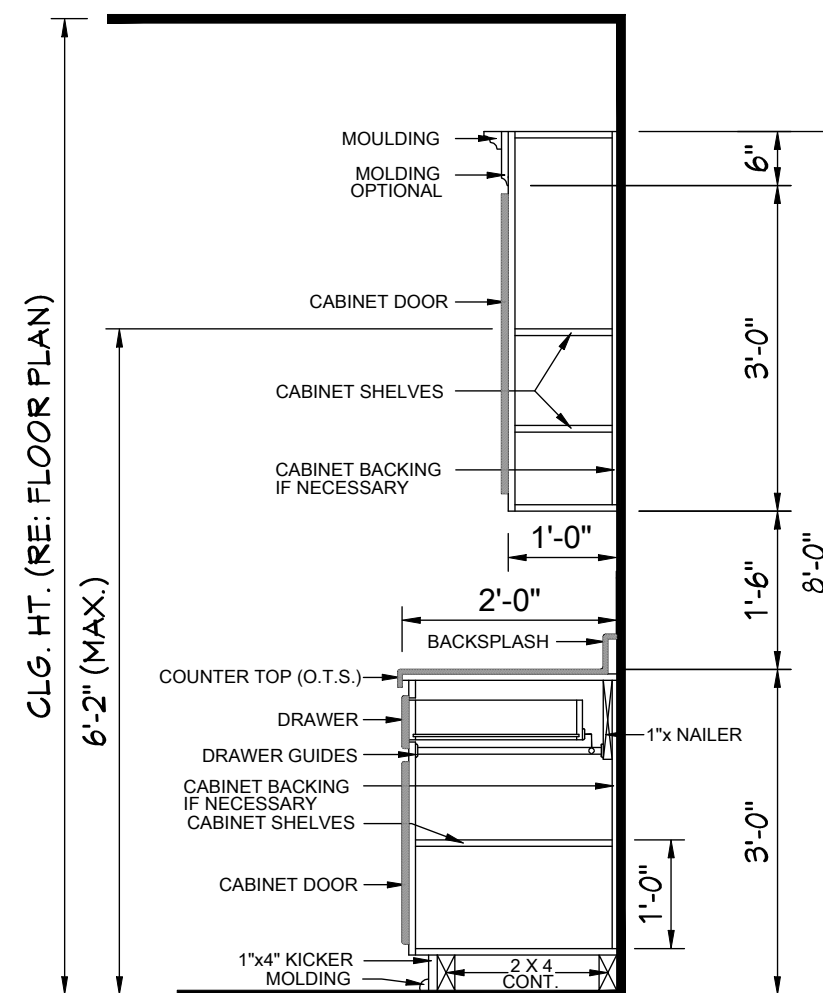 CLG. HT. (RE: FLOOR PLAN)
6'-2" (MAX.)
MOULDING
MOLDING
OPTIONAL
CABINET DOOR
CABINET SHELVES
CABINET BACKING
IF NECESSARY
1'-0"
2'-0"
BACKSPLASH
COUNTER TOP (O.T.S.)
DRAWER
DRAWER GUIDES
CABINET BACKING
IF NECESSARY
CABINET SHELVES
CABINET DOOR
1"x4" KICKER
MOLDING
2 X 4
CONT.
1"x NAILER
1'-0"
6"
3'-0"
1'-6"
3'-0"
8'-0"